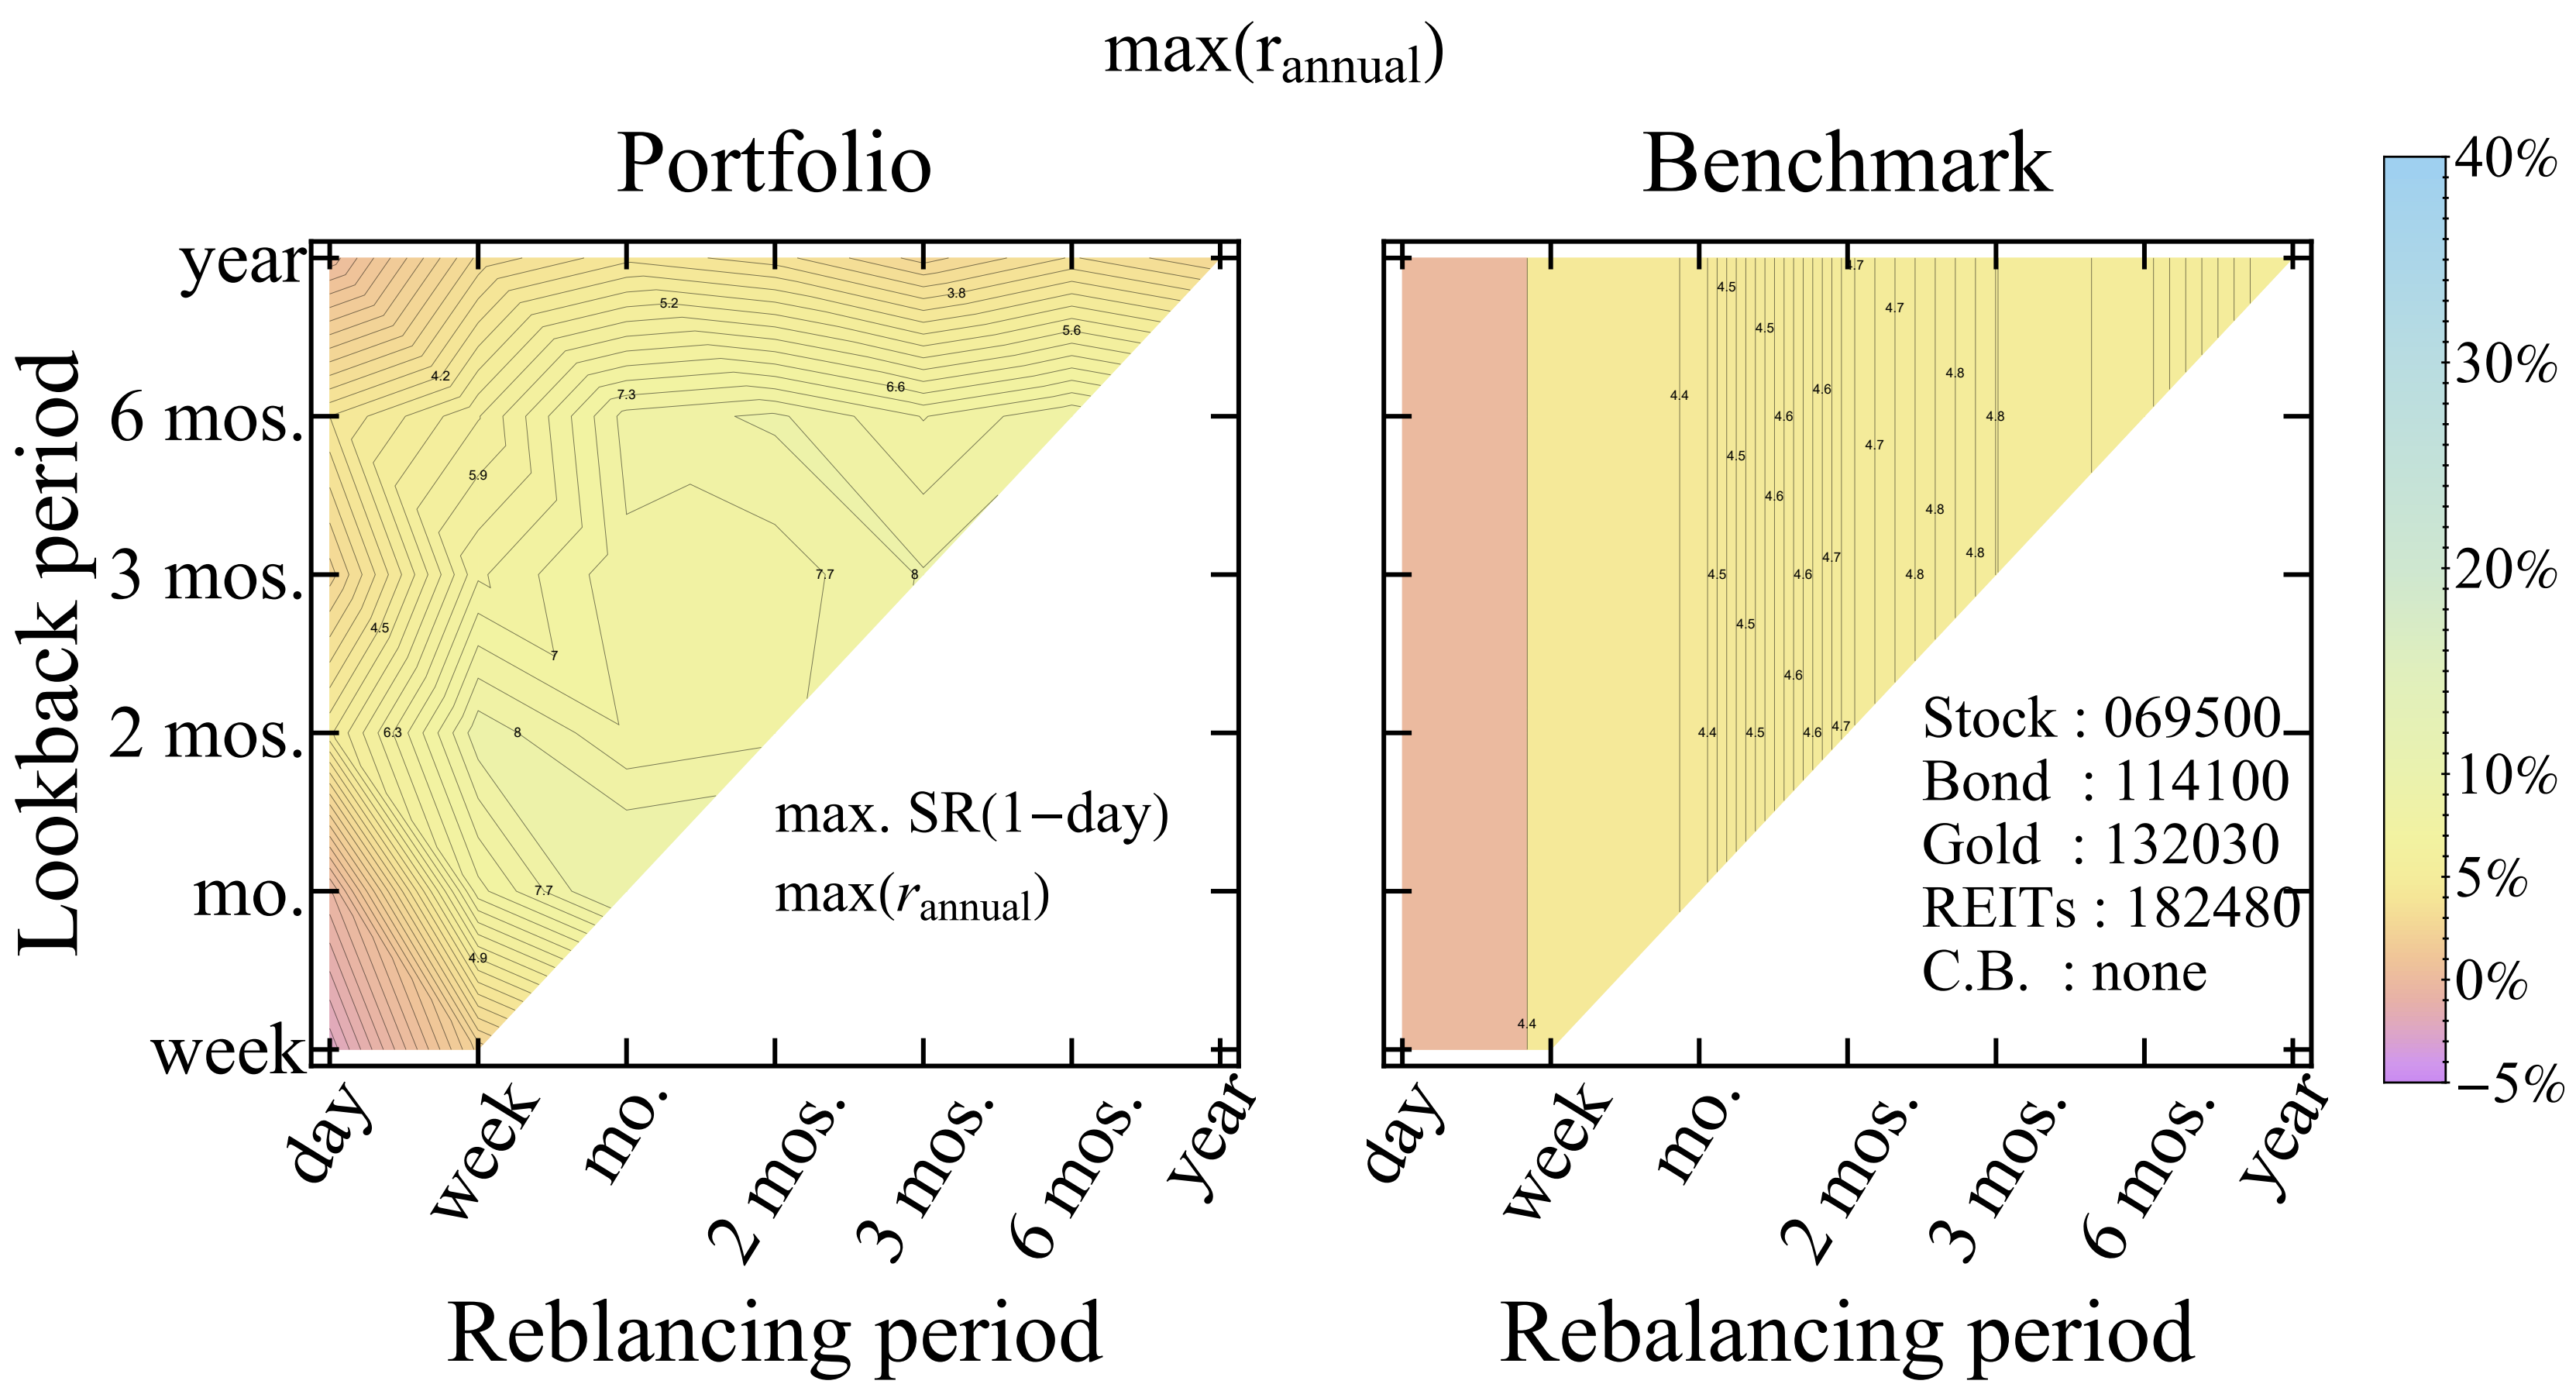 max(r_annual)
Portfolio
Benchmark
Lookback period
year
6 mos.
3 mos.
2 mos.
mo.
week
5.2
3.8
5.6
4.2
7.3
6.6
5.9
7.7
8
4.5
7
6.3
8
7.7
4.9
max. SR(1−day)
max(r_annual)
day
week
mo.
2 mos.
3 mos.
6 mos.
year
Reblancing period
4.7
4.5
4.7
4.5
4.8
4.6
4.4
4.6
4.8
4.7
4.5
4.6
4.8
4.8
4.7
4.5
4.6
4.8
4.5
4.6
4.7
4.4
4.5
4.6
4.4
Stock : 069500
Bond : 114100
Gold : 132030
REITs : 182480
C.B. : none
day
week
mo.
2 mos.
3 mos.
6 mos.
year
Rebalancing period
40%
30%
20%
10%
5%
0%
−5%